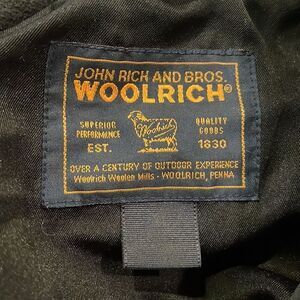 JOHN RICH AND BROS.
WOOLRICH®
SUPERIOR
PERFORMANCE
EST.
Woolrich
QUALITY
GOODS
1830
OVER A CENTURY OF OUTDOOR EXPERIENCE
Woolrich Woolen Mills - WOOLRICH, PENNA